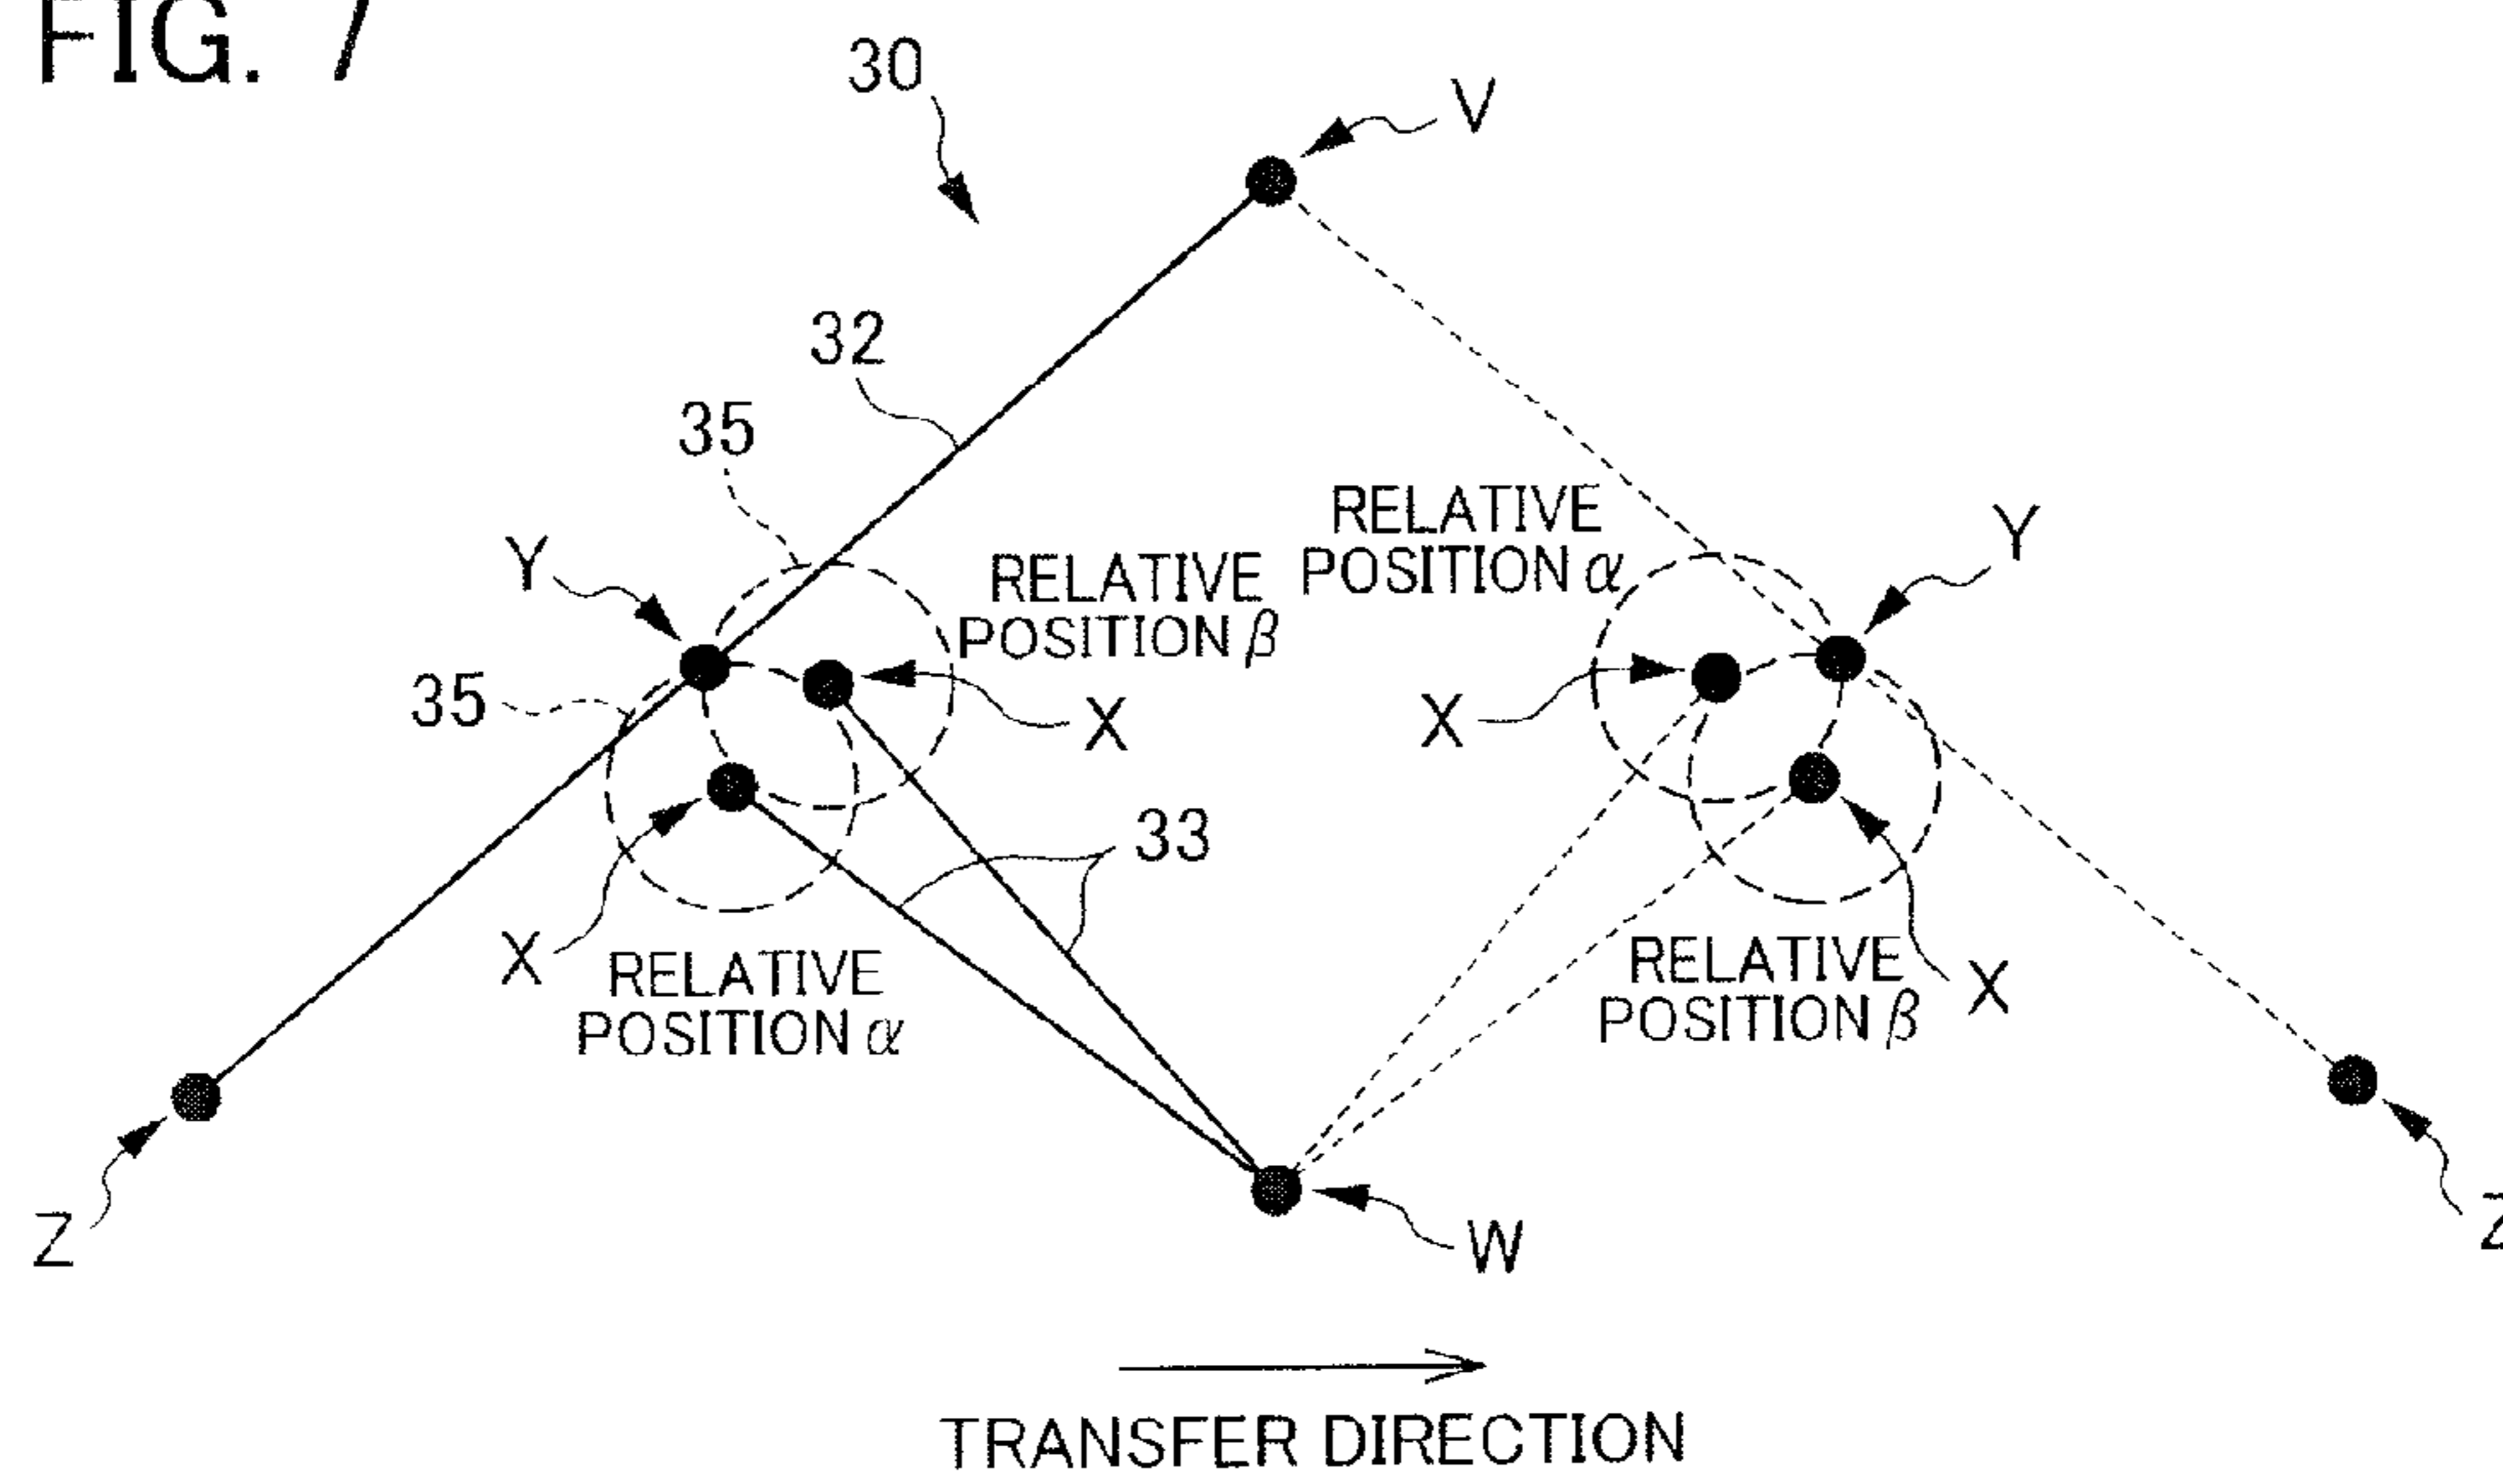 FIG. 7
30
V
32
35
RELATIVE
POSITION α
Y
Y
RELATIVE
POSITION β
35
X
X
33
X
RELATIVE
POSITION α
RELATIVE
POSITION β
X
Z
W
Z
TRANSFER DIRECTION